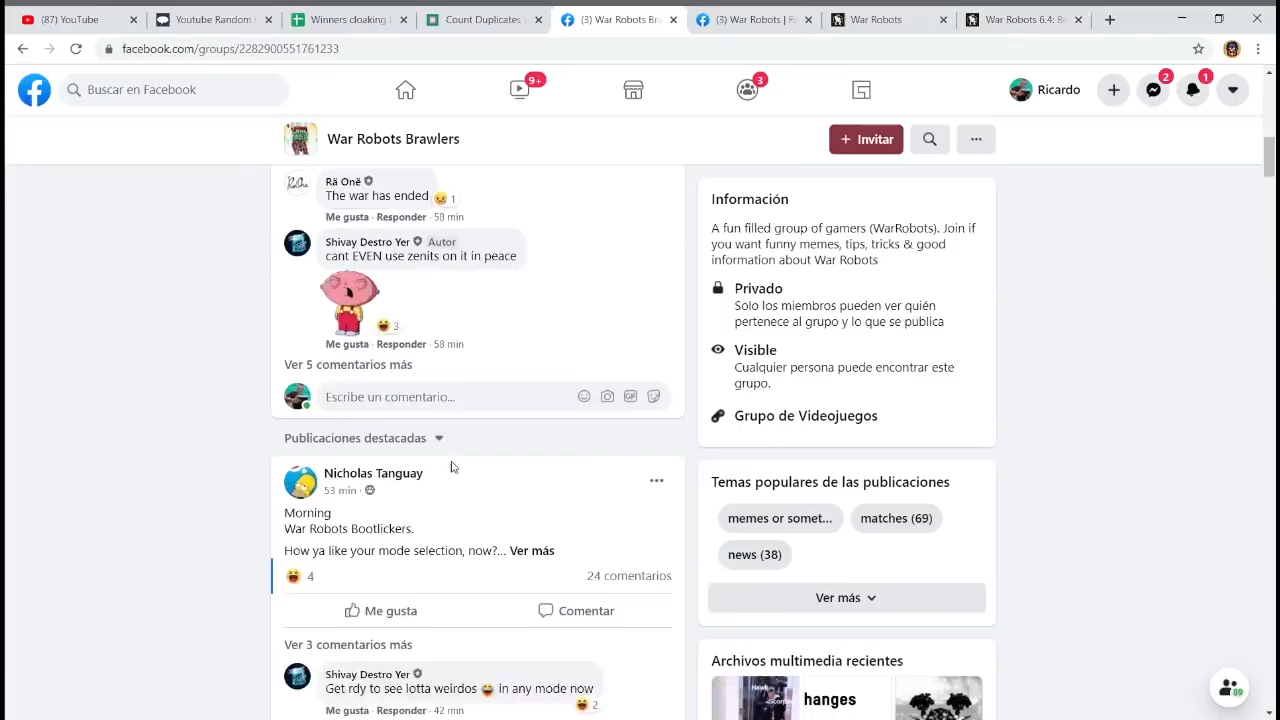 (87) YouTube
Youtube Random
Winners cloaking
Count Duplicates
(3) War Robots Bra
(3) War Robots | R
War Robots
War Robots 6.4: Be
facebook.com/groups/2282900551761233
Buscar en Facebook
9+
3
Ricardo
2
1
War Robots Brawlers
+ Invitar
Rä Onë
The war has ended
1
Me gusta · Responder · 58 min
Shivay Destro Yer Autor
cant EVEN use zenits on it in peace
3
Me gusta · Responder · 58 min
Ver 5 comentarios más
Escribe un comentario...
GIF
Publicaciones destacadas
Nicholas Tanguay
53 min ·
Morning
War Robots Bootlickers.
How ya like your mode selection, now?... Ver más
4
24 comentarios
Me gusta
Comentar
Ver 3 comentarios más
Shivay Destro Yer
Get rdy to see lotta weirdos 😆 in any mode now
2
Me gusta · Responder · 42 min
Información
A fun filled group of gamers (WarRobots). Join if
you want funny memes, tips, tricks & good
information about War Robots
Privado
Solo los miembros pueden ver quién
pertenece al grupo y lo que se publica
Visible
Cualquier persona puede encontrar este
grupo.
Grupo de Videojuegos
Temas populares de las publicaciones
memes or somet...
matches (69)
news (38)
Ver más
Archivos multimedia recientes
Hawk
hanges
89